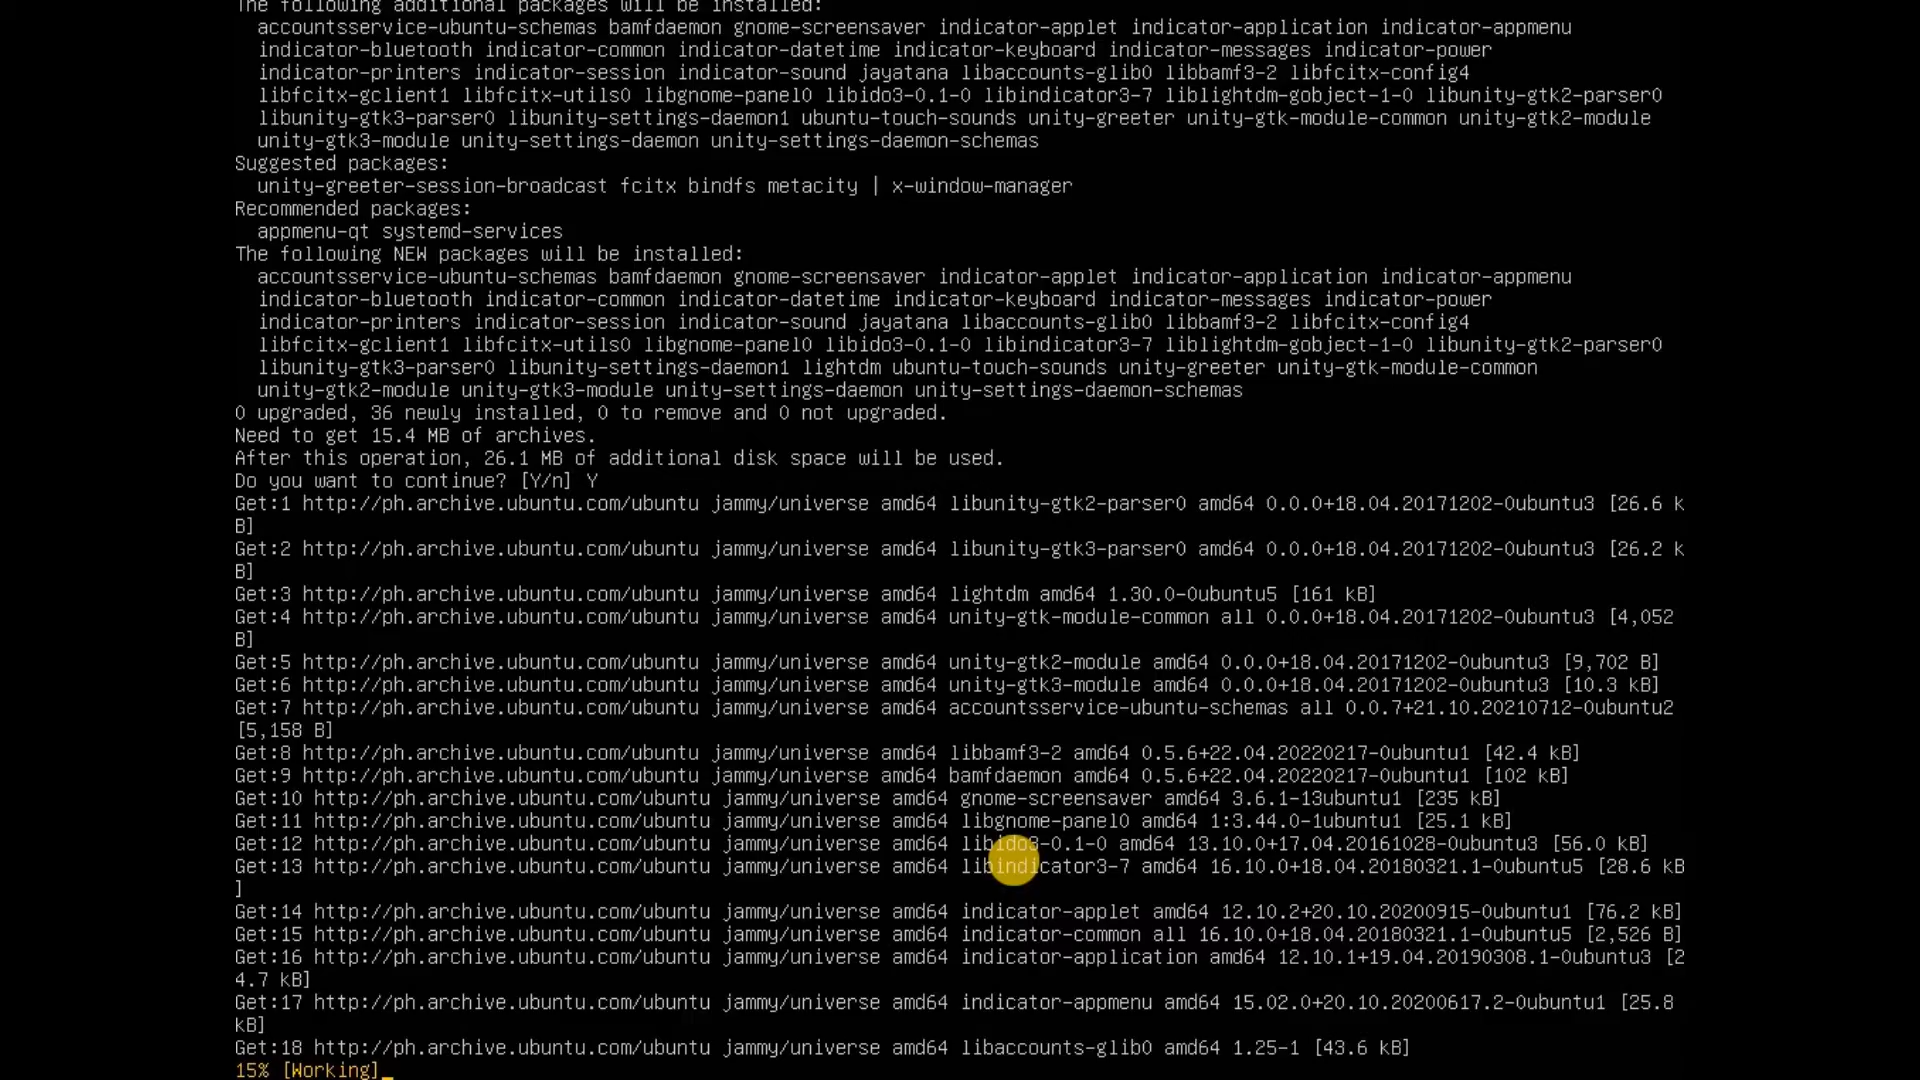 The following additional packages will be installed:
  accountsservice-ubuntu-schemas bamfdaemon gnome-screensaver indicator-applet indicator-application indicator-appmenu
  indicator-bluetooth indicator-common indicator-datetime indicator-keyboard indicator-messages indicator-power
  indicator-printers indicator-session indicator-sound jayatana libaccounts-glib0 libbamf3-2 libfcitx-config4
  libfcitx-gclient1 libfcitx-utils0 libgnome-panel0 libido3-0.1-0 libindicator3-7 liblightdm-gobject-1-0 libunity-gtk2-parser0
  libunity-gtk3-parser0 libunity-settings-daemon1 ubuntu-touch-sounds unity-greeter unity-gtk-module-common unity-gtk2-module
  unity-gtk3-module unity-settings-daemon unity-settings-daemon-schemas
Suggested packages:
  unity-greeter-session-broadcast fcitx bindfs metacity | x-window-manager
Recommended packages:
  appmenu-qt systemd-services
The following NEW packages will be installed:
  accountsservice-ubuntu-schemas bamfdaemon gnome-screensaver indicator-applet indicator-application indicator-appmenu
  indicator-bluetooth indicator-common indicator-datetime indicator-keyboard indicator-messages indicator-power
  indicator-printers indicator-session indicator-sound jayatana libaccounts-glib0 libbamf3-2 libfcitx-config4
  libfcitx-gclient1 libfcitx-utils0 libgnome-panel0 libido3-0.1-0 libindicator3-7 liblightdm-gobject-1-0 libunity-gtk2-parser0
  libunity-gtk3-parser0 libunity-settings-daemon1 lightdm ubuntu-touch-sounds unity-greeter unity-gtk-module-common
  unity-gtk2-module unity-gtk3-module unity-settings-daemon unity-settings-daemon-schemas
0 upgraded, 36 newly installed, 0 to remove and 0 not upgraded.
Need to get 15.4 MB of archives.
After this operation, 26.1 MB of additional disk space will be used.
Do you want to continue? [Y/n] Y
Get:1 http://ph.archive.ubuntu.com/ubuntu jammy/universe amd64 libunity-gtk2-parser0 amd64 0.0.0+18.04.20171202-0ubuntu3 [26.6 k
B]
Get:2 http://ph.archive.ubuntu.com/ubuntu jammy/universe amd64 libunity-gtk3-parser0 amd64 0.0.0+18.04.20171202-0ubuntu3 [26.2 k
B]
Get:3 http://ph.archive.ubuntu.com/ubuntu jammy/universe amd64 lightdm amd64 1.30.0-0ubuntu5 [161 kB]
Get:4 http://ph.archive.ubuntu.com/ubuntu jammy/universe amd64 unity-gtk-module-common all 0.0.0+18.04.20171202-0ubuntu3 [4,052
B]
Get:5 http://ph.archive.ubuntu.com/ubuntu jammy/universe amd64 unity-gtk2-module amd64 0.0.0+18.04.20171202-0ubuntu3 [9,702 B]
Get:6 http://ph.archive.ubuntu.com/ubuntu jammy/universe amd64 unity-gtk3-module amd64 0.0.0+18.04.20171202-0ubuntu3 [10.3 kB]
Get:7 http://ph.archive.ubuntu.com/ubuntu jammy/universe amd64 accountsservice-ubuntu-schemas all 0.0.7+21.10.20210712-0ubuntu2
[5,158 B]
Get:8 http://ph.archive.ubuntu.com/ubuntu jammy/universe amd64 libbamf3-2 amd64 0.5.6+22.04.20220217-0ubuntu1 [42.4 kB]
Get:9 http://ph.archive.ubuntu.com/ubuntu jammy/universe amd64 bamfdaemon amd64 0.5.6+22.04.20220217-0ubuntu1 [102 kB]
Get:10 http://ph.archive.ubuntu.com/ubuntu jammy/universe amd64 gnome-screensaver amd64 3.6.1-13ubuntu1 [235 kB]
Get:11 http://ph.archive.ubuntu.com/ubuntu jammy/universe amd64 libgnome-panel0 amd64 1:3.44.0-1ubuntu1 [25.1 kB]
Get:12 http://ph.archive.ubuntu.com/ubuntu jammy/universe amd64 libido3-0.1-0 amd64 13.10.0+17.04.20161028-0ubuntu3 [56.0 kB]
Get:13 http://ph.archive.ubuntu.com/ubuntu jammy/universe amd64 libindicator3-7 amd64 16.10.0+18.04.20180321.1-0ubuntu5 [28.6 kB
]
Get:14 http://ph.archive.ubuntu.com/ubuntu jammy/universe amd64 indicator-applet amd64 12.10.2+20.10.20200915-0ubuntu1 [76.2 kB]
Get:15 http://ph.archive.ubuntu.com/ubuntu jammy/universe amd64 indicator-common all 16.10.0+18.04.20180321.1-0ubuntu5 [2,526 B]
Get:16 http://ph.archive.ubuntu.com/ubuntu jammy/universe amd64 indicator-application amd64 12.10.1+19.04.20190308.1-0ubuntu3 [2
4.7 kB]
Get:17 http://ph.archive.ubuntu.com/ubuntu jammy/universe amd64 indicator-appmenu amd64 15.02.0+20.10.20200617.2-0ubuntu1 [25.8
kB]
Get:18 http://ph.archive.ubuntu.com/ubuntu jammy/universe amd64 libaccounts-glib0 amd64 1.25-1 [43.6 kB]
15% [Working]_